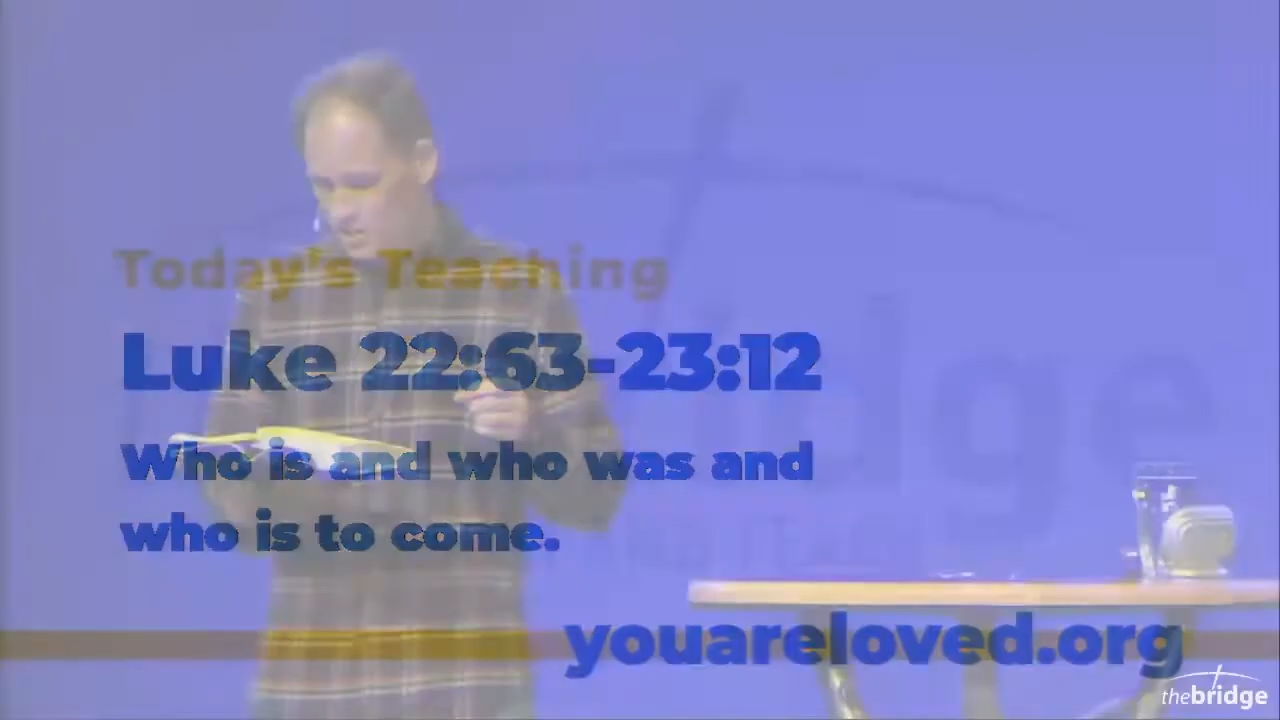 Today's Teaching
Luke 22:63-23:12
Who is and who was and
who is to come.
youareloved.org
thebridge